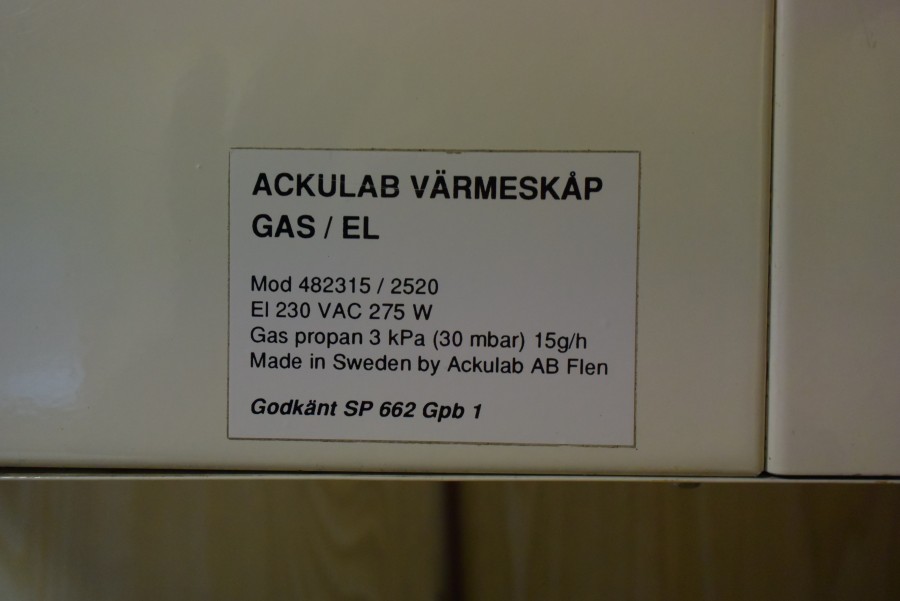 ACKULAB VÄRMESKÅP
GAS / EL
Mod 482315 / 2520
El 230 VAC 275 W
Gas propan 3 kPa (30 mbar) 15g/h
Made in Sweden by Ackulab AB Flen
Godkänt SP 662 Gpb 1